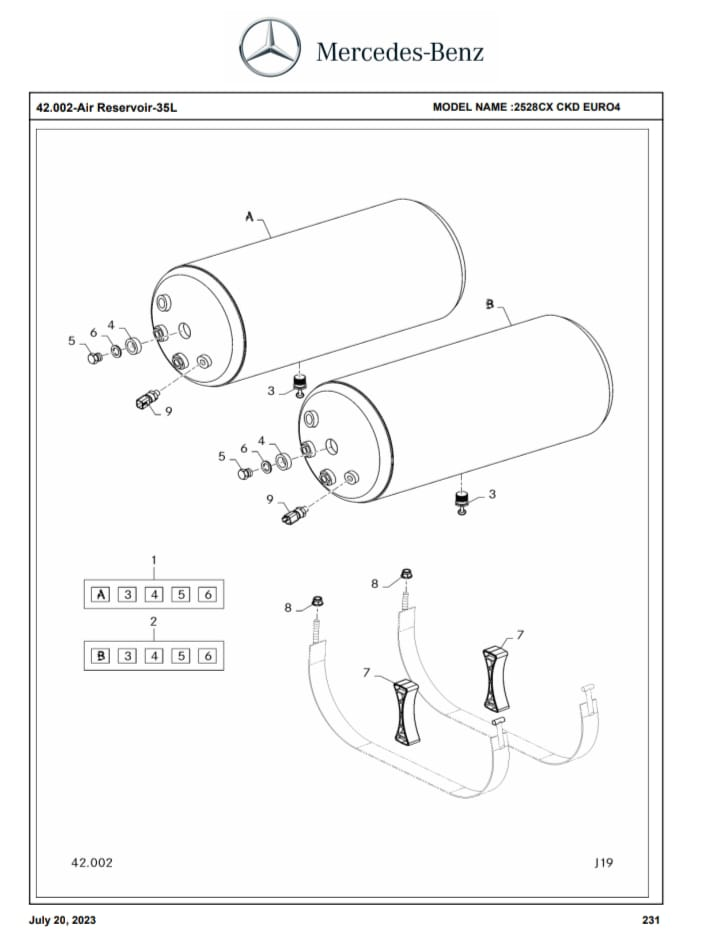 Mercedes-Benz
42.002-Air Reservoir-35L MODEL NAME :2528CX CKD EURO4
A
B
4
6
5
9
3
4
6
5
9
3
1
A 3 4 5 6
2
B 3 4 5 6
8
8
7
7
42.002 J19
July 20, 2023 231